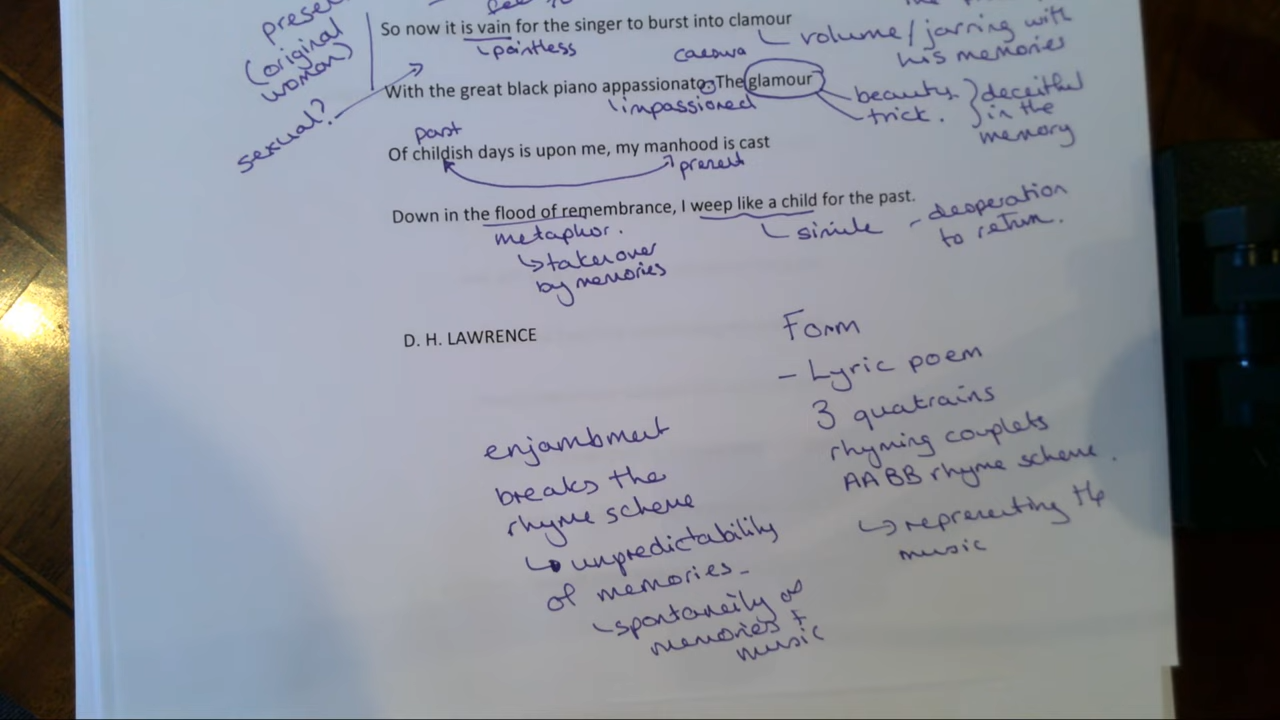 presen
So now it is vain for the singer to burst into clamour
(original
woman)
pointless
caesura
volume/jarring with
his memories
With the great black piano appassionato. The glamour
impassioned
beauty
trick.
deceitful
in the
memory
sexual?
past
Of childish days is upon me, my manhood is cast
present
Down in the flood of remembrance, I weep like a child for the past.
metaphor.
takeover
by memories
simile
- desperation
to return.
D. H. LAWRENCE
Form
- Lyric poem
3 quatrains
rhyming couplets
AABB rhyme scheme.
representing the
music
enjambment
breaks the
rhyme scheme
unpredictability
of memories
spontaneity of
memories +
music